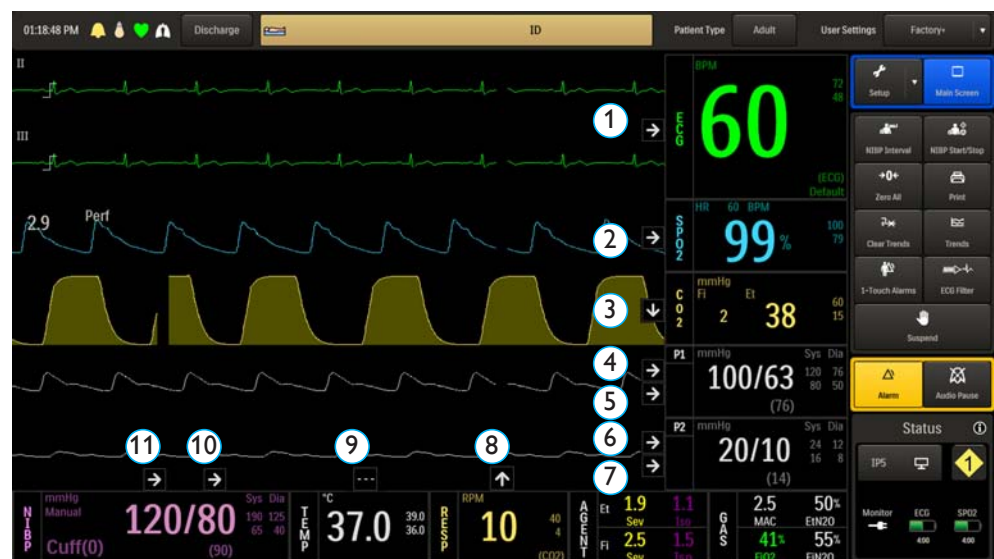 01:18:48 PM Discharge ID Patient Type Adult User Settings Factory+
II
III
2.9 Perf
1
2
3
4
5
6
7
8
9
10
11
ECG
BPM
60
72
48
(ECG)
Default
SPO2
HR 60 BPM
99%
100
79
CO2
mmHg
Fi Et
2 38
60
15
P1 mmHg Sys Dia
100/63
120 76
80 50
(76)
P2 mmHg Sys Dia
20/10
24 12
16 8
(14)
NIBP
mmHg
Manual
Sys Dia
120/80
190 125
65 40
Cuff(0)
(90)
TEMP
°C
37.0
39.0
36.0
RESP
RPM
10
40
4
(CO2)
AGENT
Et 1.9 1.1
Sev Iso
Fi 2.5 1.5
Sev Iso
GAS
2.5 50%
MAC EtN20
41% 55%
FiO2 FiN20
Setup Main Screen
NIBP Interval NIBP Start/Stop
0
Zero All Print
Clear Trends Trends
1-Touch Alarms ECG Filter
Suspend
Alarm Audio Pause
Status
IP5 1
Monitor ECG SPO2
4:00 4:00